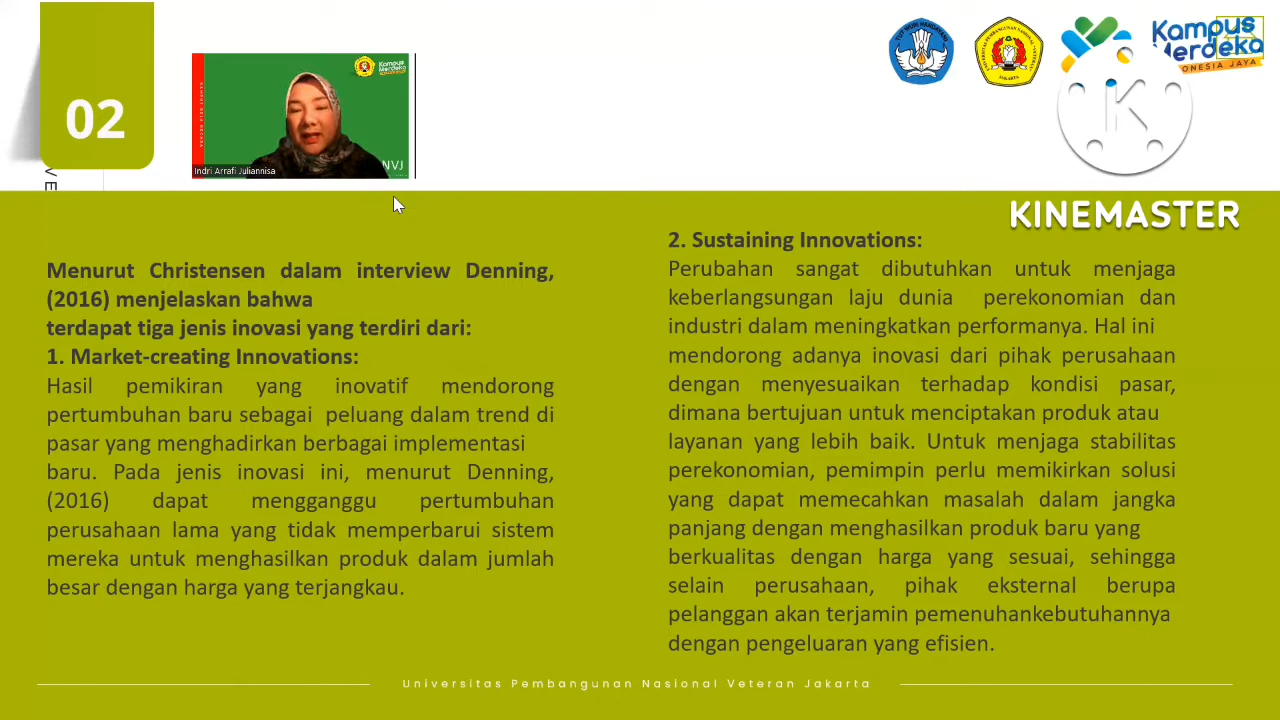 02
VE
Kampus Merdeka
Indri Arrafi Juliannisa
NVJ
TUT WURI HANDAYANI
Kampus
Merdeka
ONESIA JAYA
K
KINEMASTER
Menurut Christensen dalam interview Denning,
(2016) menjelaskan bahwa
terdapat tiga jenis inovasi yang terdiri dari:
1. Market-creating Innovations:
Hasil pemikiran yang inovatif mendorong
pertumbuhan baru sebagai peluang dalam trend di
pasar yang menghadirkan berbagai implementasi
baru. Pada jenis inovasi ini, menurut Denning,
(2016) dapat mengganggu pertumbuhan
perusahaan lama yang tidak memperbarui sistem
mereka untuk menghasilkan produk dalam jumlah
besar dengan harga yang terjangkau.
2. Sustaining Innovations:
Perubahan sangat dibutuhkan untuk menjaga
keberlangsungan laju dunia perekonomian dan
industri dalam meningkatkan performanya. Hal ini
mendorong adanya inovasi dari pihak perusahaan
dengan menyesuaikan terhadap kondisi pasar,
dimana bertujuan untuk menciptakan produk atau
layanan yang lebih baik. Untuk menjaga stabilitas
perekonomian, pemimpin perlu memikirkan solusi
yang dapat memecahkan masalah dalam jangka
panjang dengan menghasilkan produk baru yang
berkualitas dengan harga yang sesuai, sehingga
selain perusahaan, pihak eksternal berupa
pelanggan akan terjamin pemenuhankebutuhannya
dengan pengeluaran yang efisien.
Universitas Pembangunan Nasional Veteran Jakarta